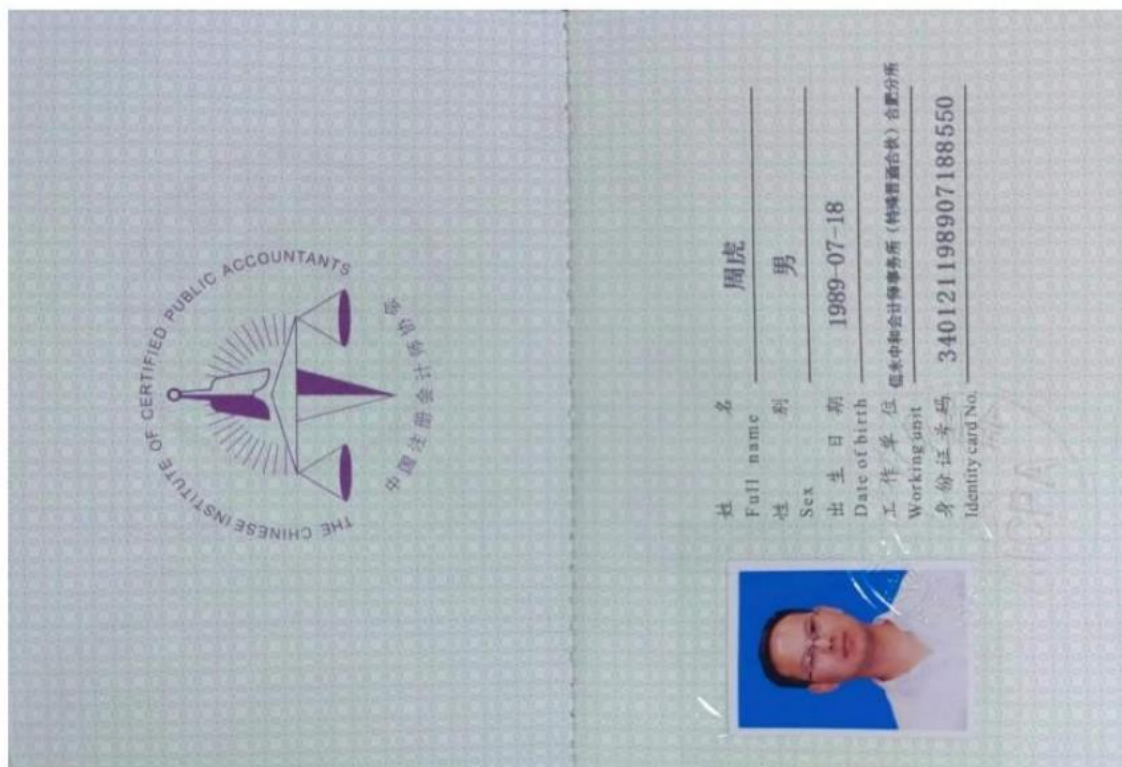 THE CHINESE INSTITUTE OF CERTIFIED PUBLIC ACCOUNTANTS
中国注册会计师协会
姓 名 周虎
Full name
性 别 男
Sex
出 生 日 期 1989-07-18
Date of birth
工 作 单 位 信永中和会计师事务所(特殊普通合伙)合肥分所
Working unit
身份证号码 340121198907188550
Identity card No.